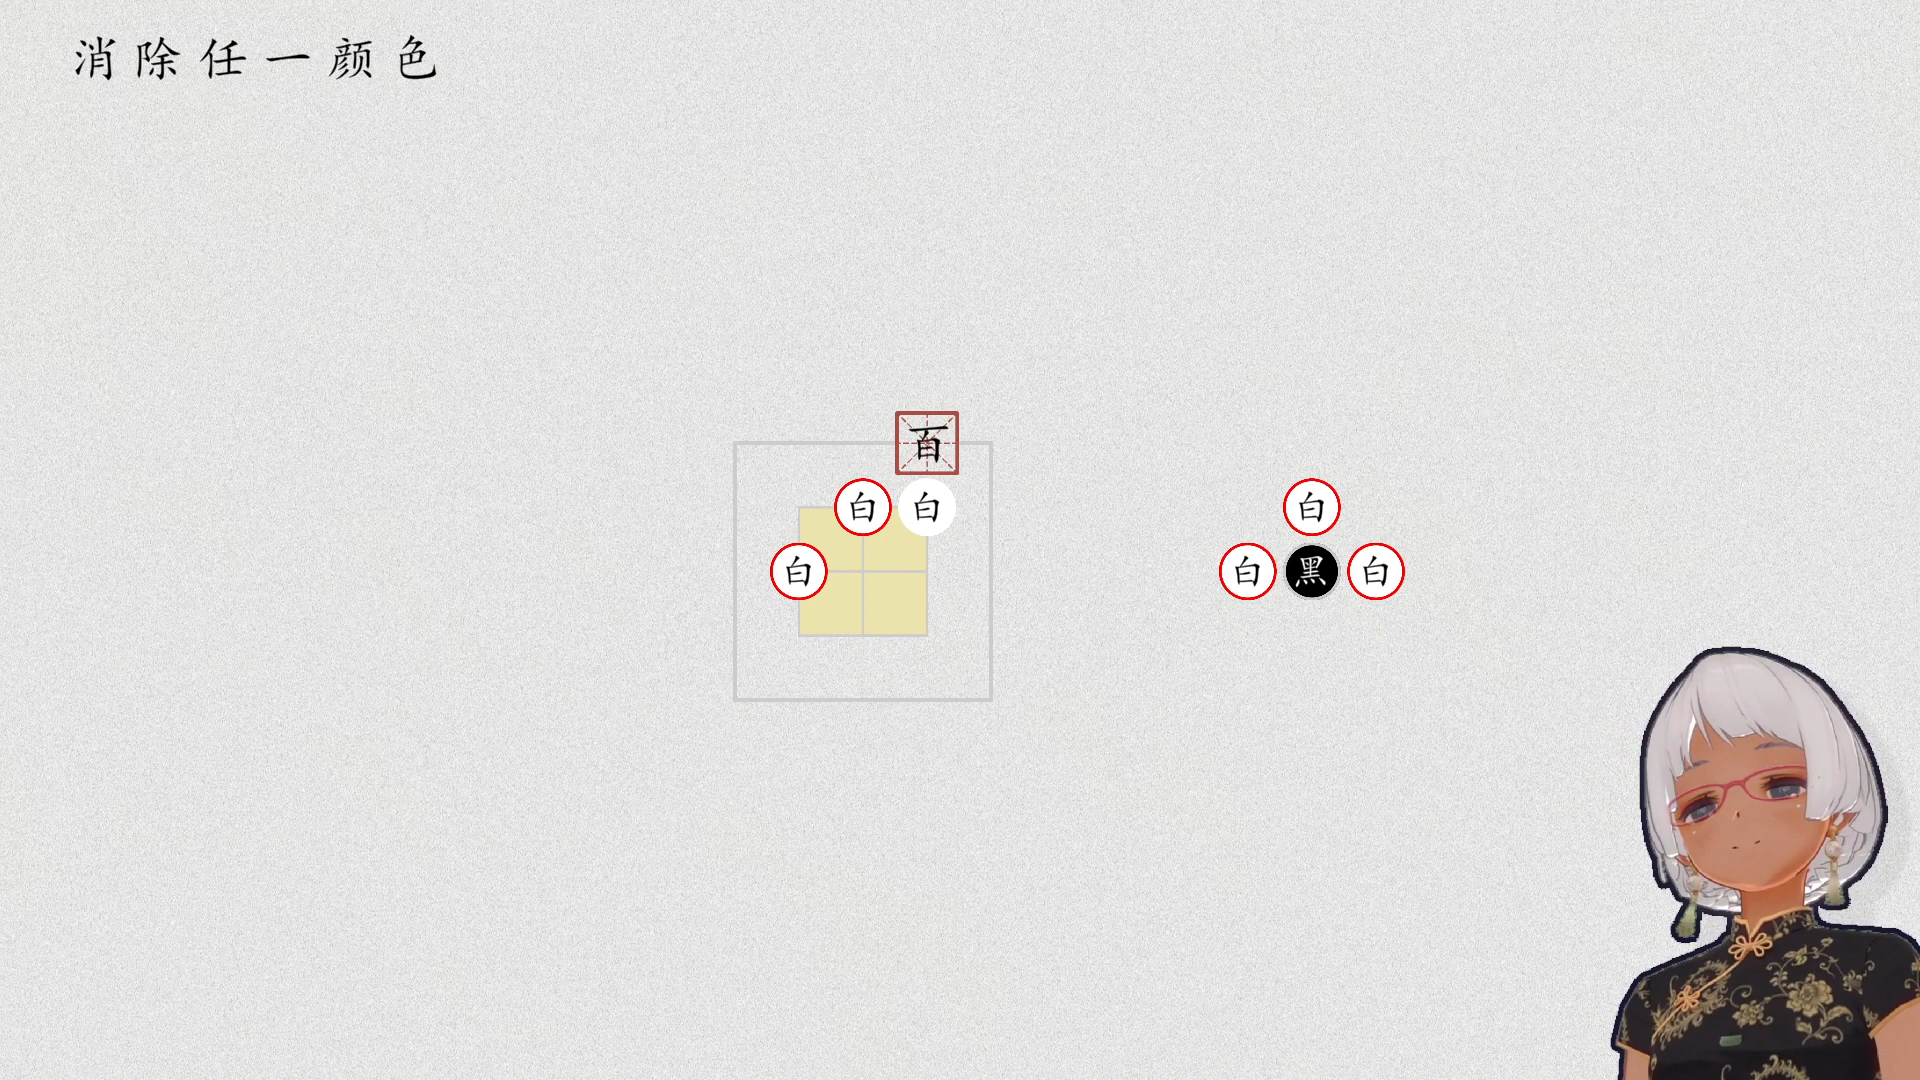 消除任一颜色
百
白 白 白
白 白 黑 白